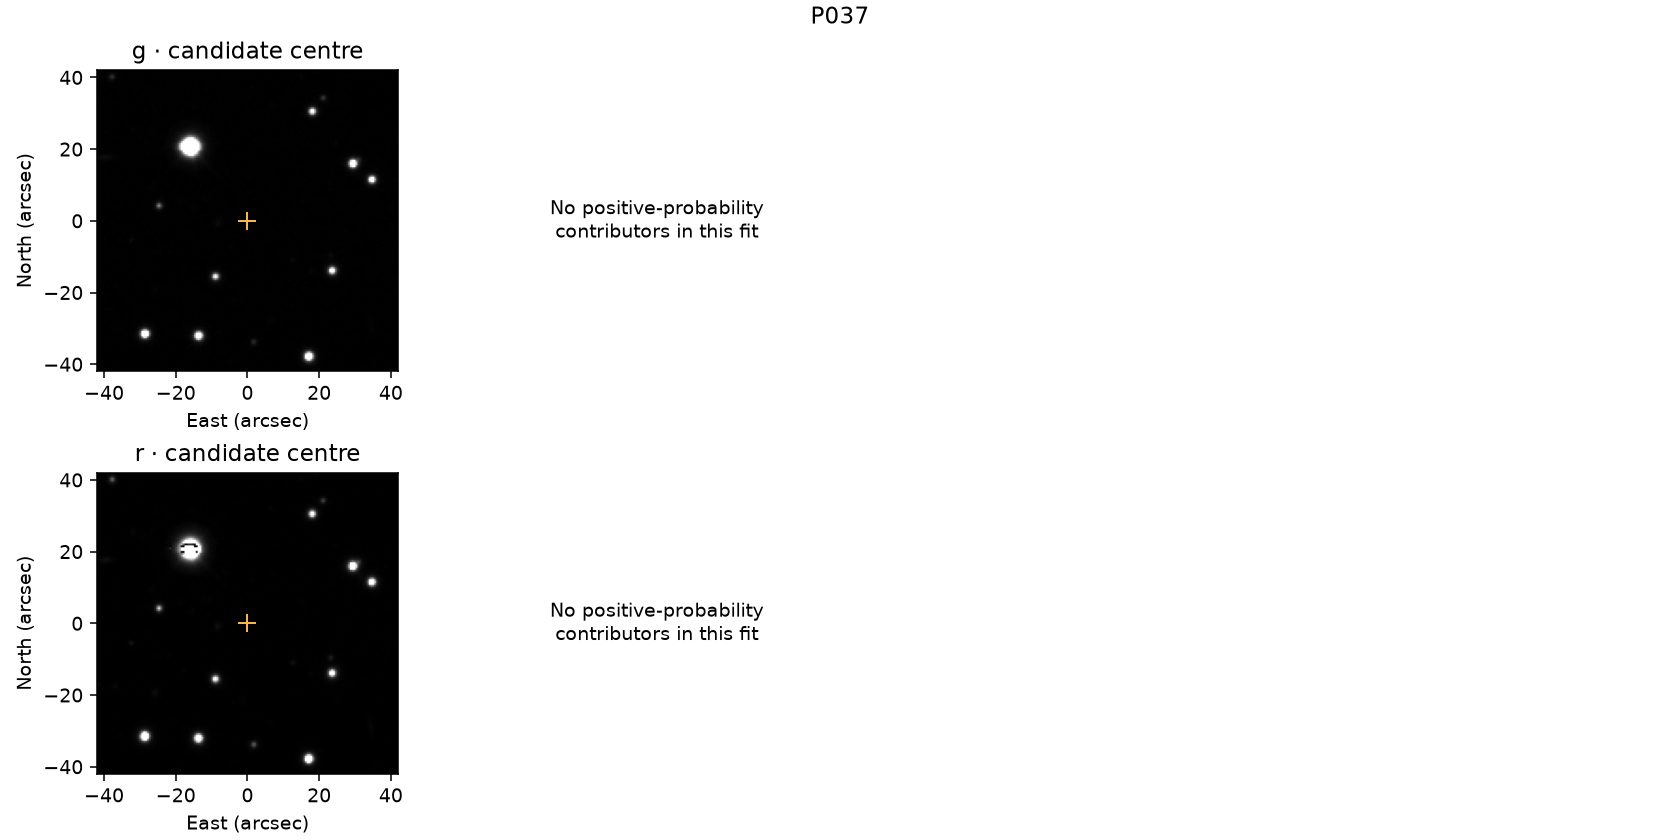 P037
g · candidate centre
40
20
0
−20
−40
North (arcsec)
−40 −20 0 20 40
East (arcsec)
No positive-probability
contributors in this fit
r · candidate centre
40
20
0
−20
−40
North (arcsec)
−40 −20 0 20 40
East (arcsec)
No positive-probability
contributors in this fit